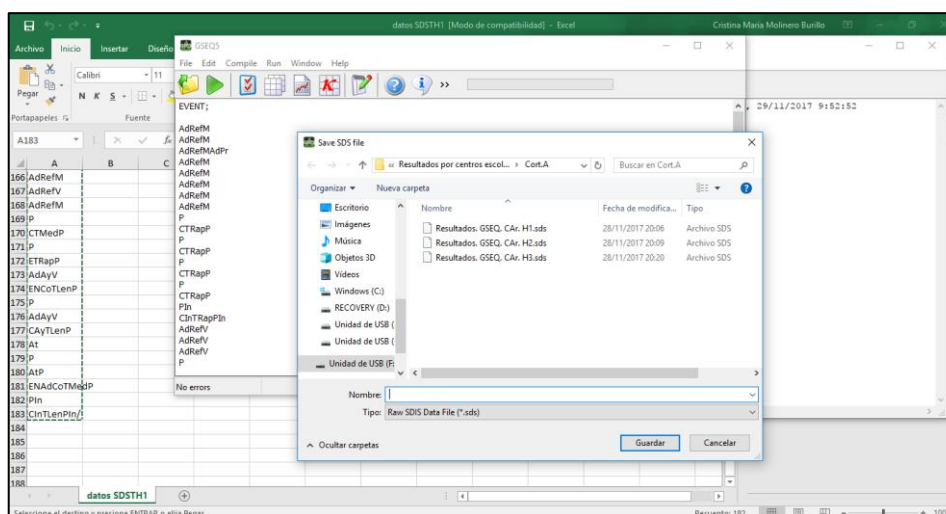 datos SDSTH1 [Modo de compatibilidad] - Excel
Cristina Maria Molinero Burillo
Archivo Inicio Insertar Diseño
Pegar
Calibri 11
N K S
Portapapeles Fuente
A183
A B C
166 AdRefM
167 AdRefV
168 AdRefM
169 P
170 CTMedP
171 P
172 ETRapP
173 AdAyV
174 ENCoTLenP
175 P
176 AdAyV
177 CAyTLenP
178 At
179 P
180 AtP
181 ENAdCoTMedP
182 PIn
183 CInTLenPIn/
184
185
186
187
188
datos SDSTH1
Seleccione el destino y presione ENTRAR o elija Pegar
Recuento: 182
100
GSEQ5
File Edit Compile Run Window Help
»
EVENT;
AdRefM
AdRefM
AdRefMAdPr
AdRefM
AdRefM
AdRefM
AdRefM
AdRefM
P
CTRapP
P
CTRapP
P
CTRapP
P
CTRapP
PIn
CInTRapPIn
AdRefV
AdRefV
AdRefV
P
No errors
, 29/11/2017 9:52:52
Save SDS file
« Resultados por centros escol... › Cort.A
Buscar en Cort.A
Organizar Nueva carpeta
Escritorio
Imágenes
Música
Objetos 3D
Vídeos
Windows (C:)
RECOVERY (D:)
Unidad de USB (
Unidad de USB (
Unidad de USB (F:
Nombre Fecha de modifica... Tipo
Resultados. GSEQ. CAr. H1.sds 28/11/2017 20:06 Archivo SDS
Resultados. GSEQ. CAr. H2.sds 28/11/2017 20:09 Archivo SDS
Resultados. GSEQ. CAr. H3.sds 28/11/2017 20:20 Archivo SDS
Nombre:
Tipo: Raw SDIS Data File (*.sds)
Ocultar carpetas
Guardar Cancelar